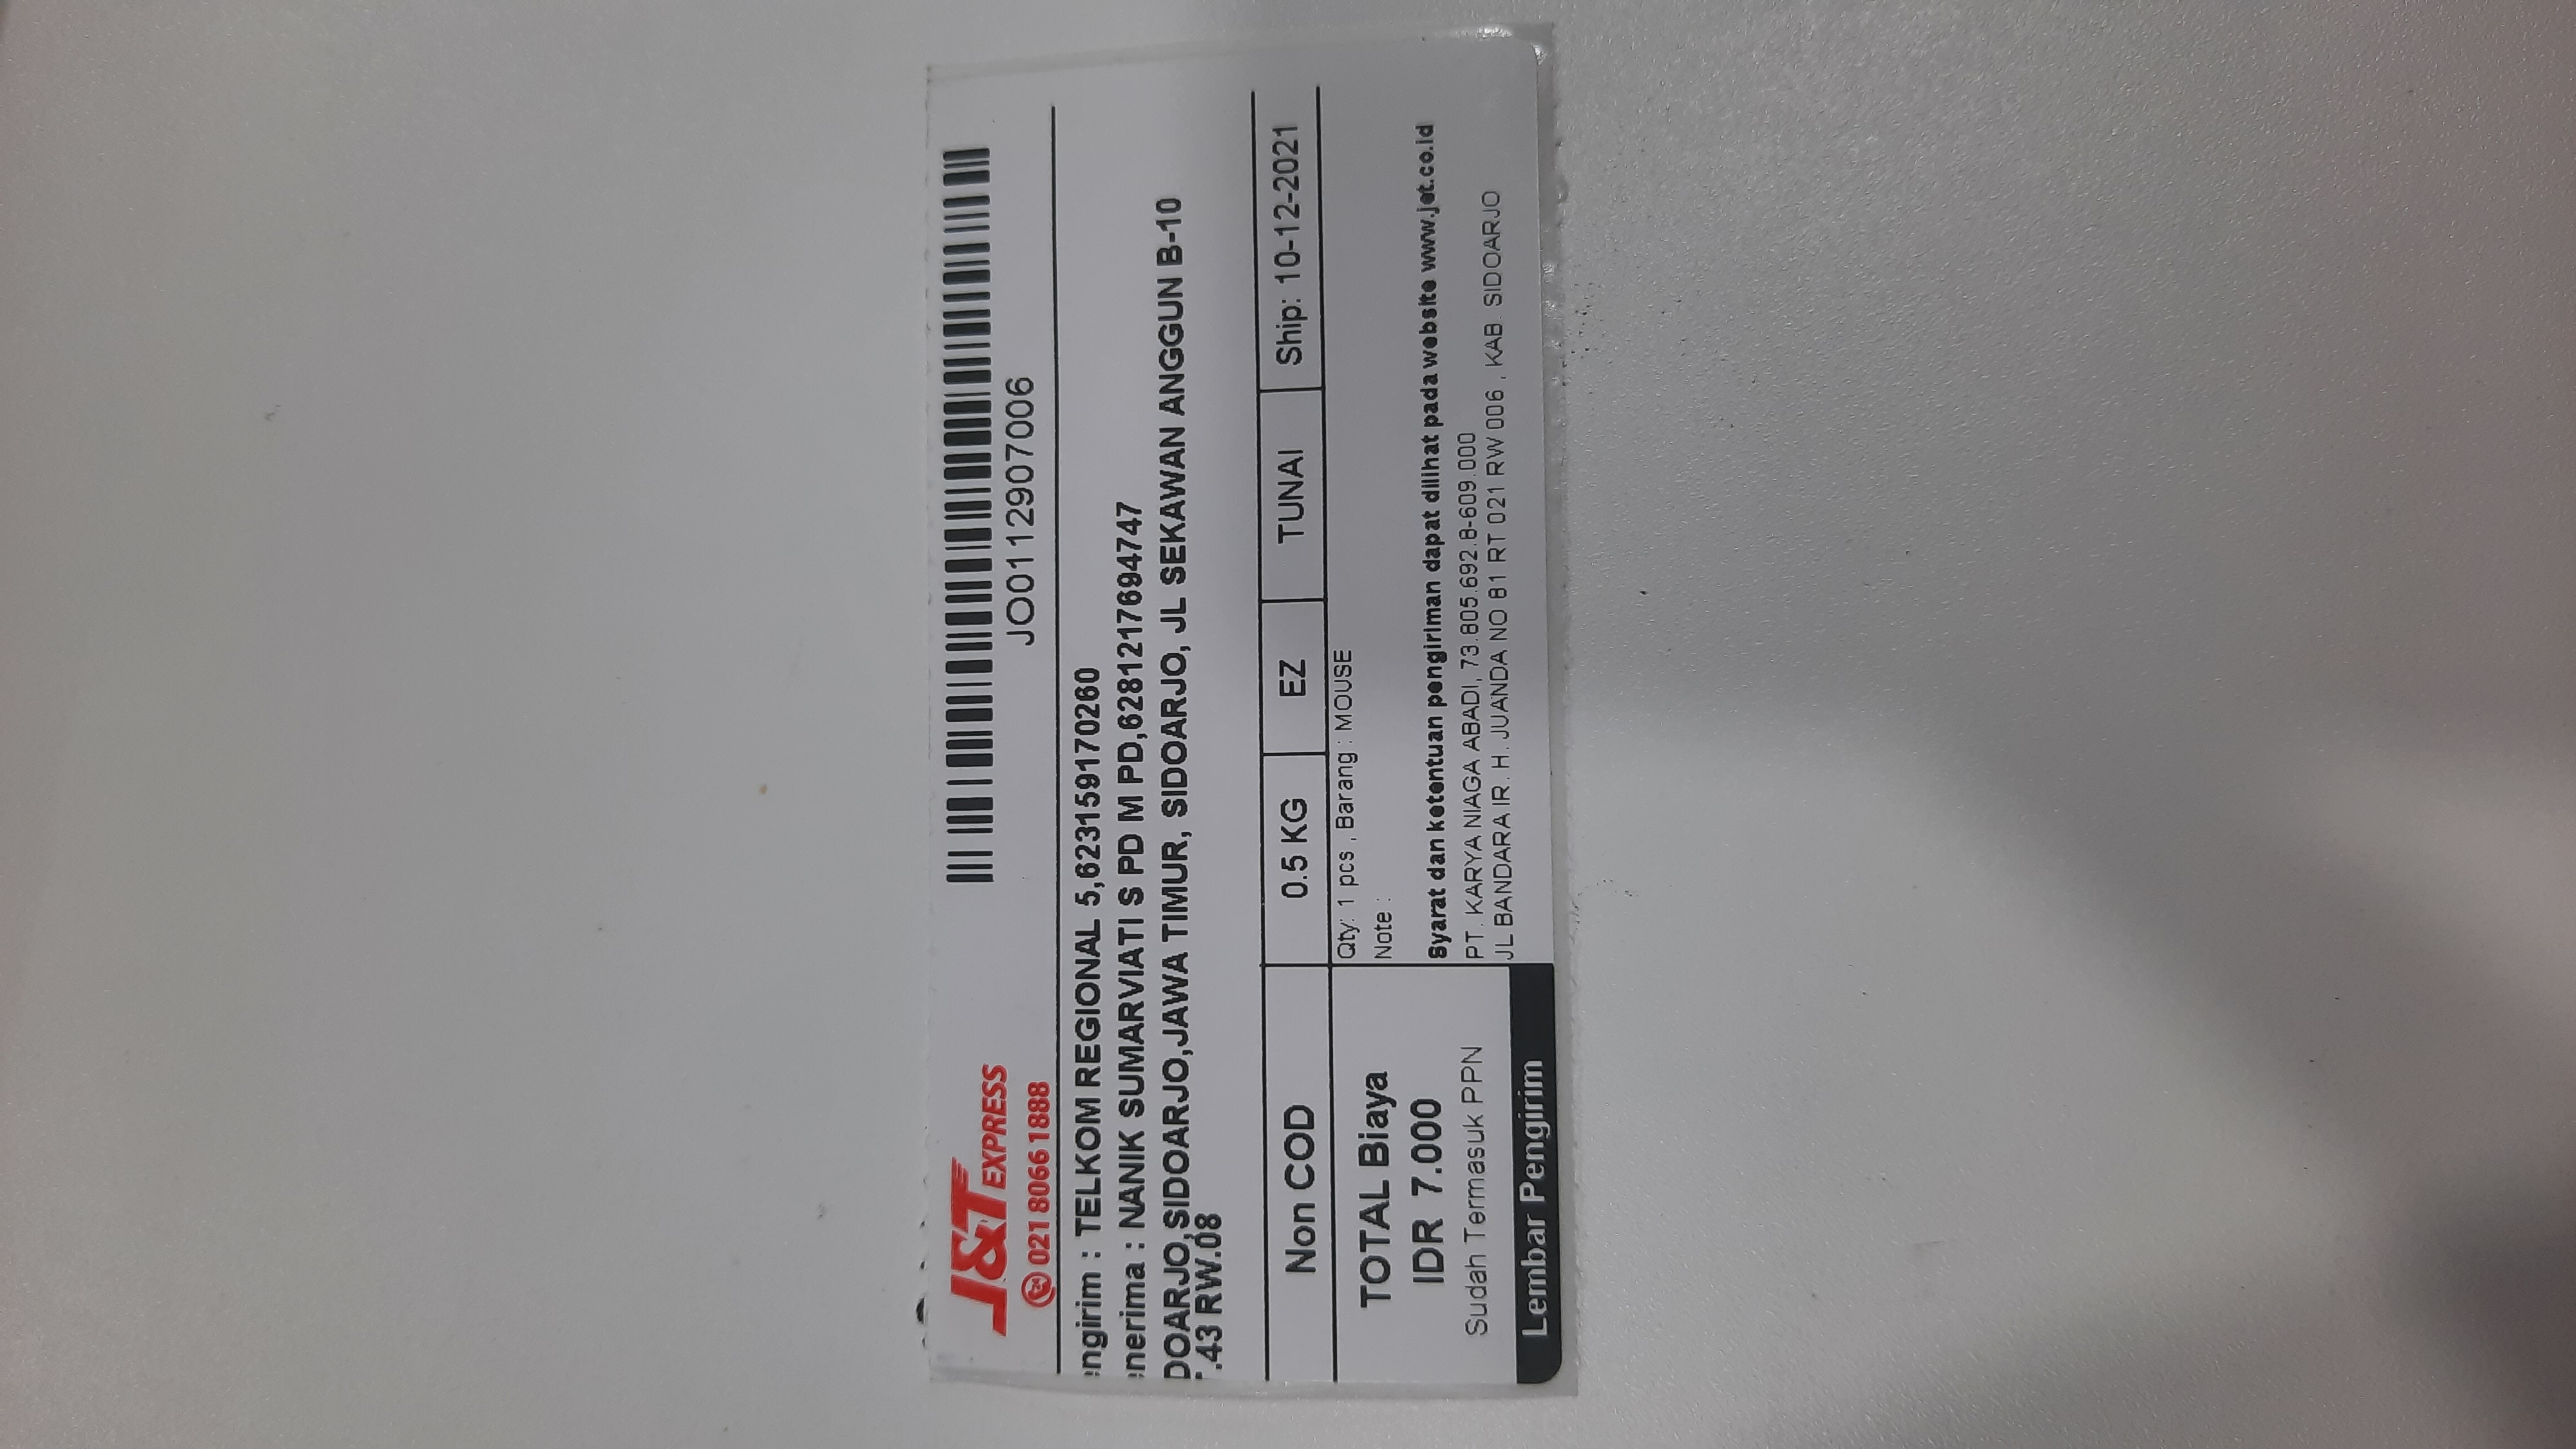 J&T EXPRESS
24 021 8066 1888
JO0112907006
engirim : TELKOM REGIONAL 5,623159170260
enerima : NANIK SUMARVIATI S PD M PD,6281217694747
DOARJO,SIDOARJO,JAWA TIMUR, SIDOARJO, JL SEKAWAN ANGGUN B-10
.43 RW.08
Non COD 0.5 KG EZ TUNAI Ship: 10-12-2021
TOTAL Biaya
IDR 7.000
Sudah Termasuk PPN
Lembar Pengirim
Qty: 1 pcs , Barang : MOUSE
Note :
Syarat dan ketentuan pengiriman dapat dilihat pada website www.jet.co.id
PT. KARYA NIAGA ABADI, 73.805.692.8-609.000
JL BANDARA IR. H. JUANDA NO 81 RT 021 RW 006 , KAB. SIDOARJO